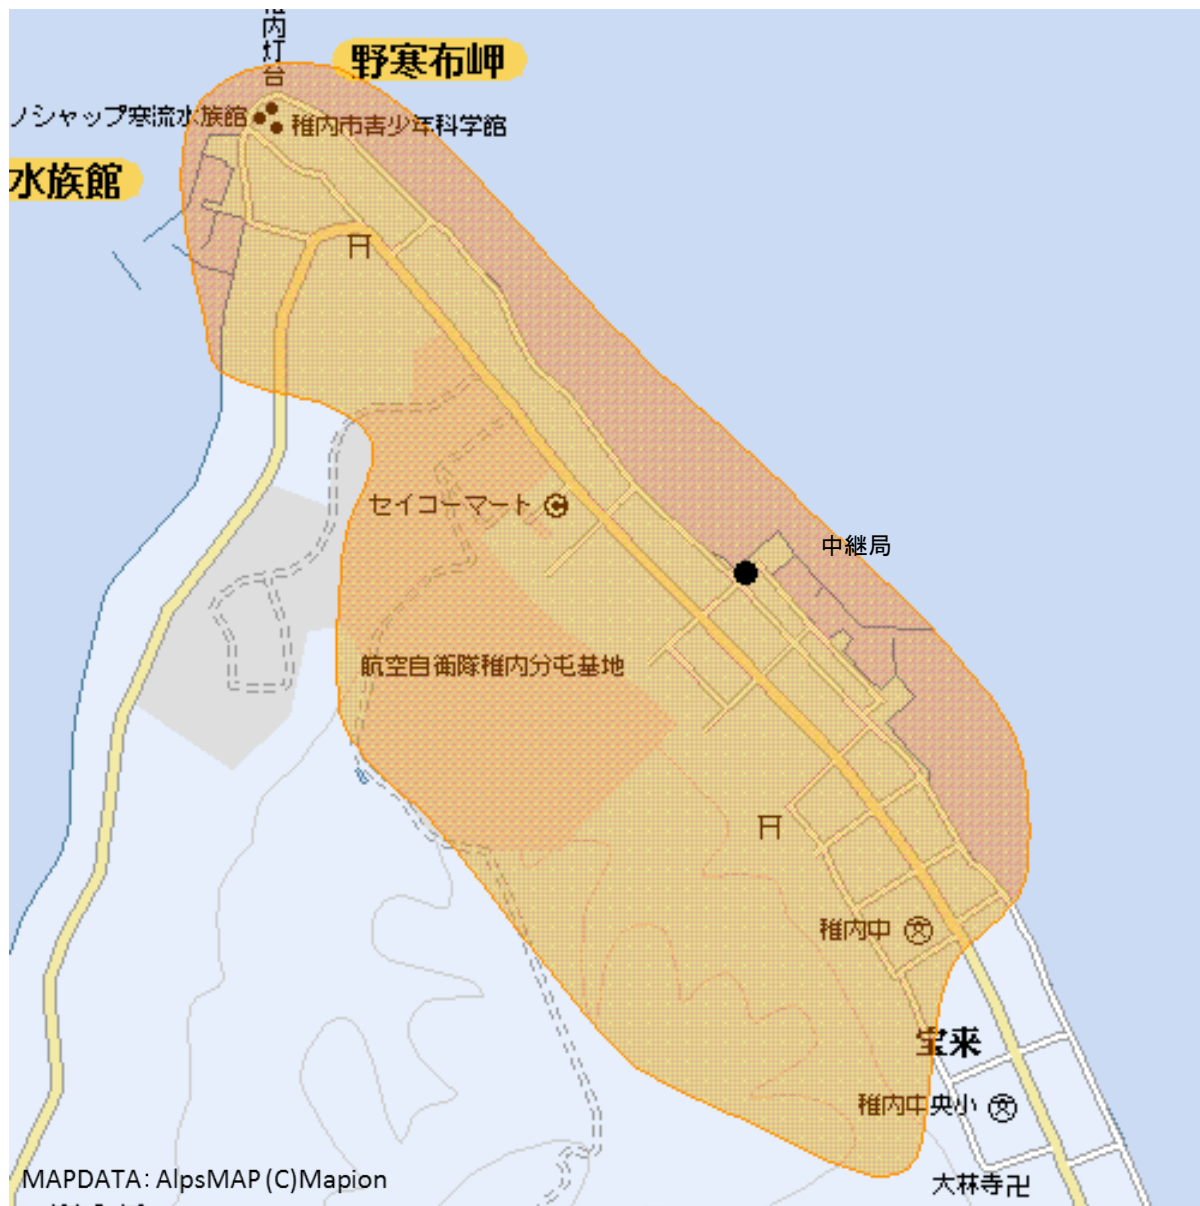 内灯台
野寒布岬
ノシャップ寒流水族館
稚内市青少年科学館
水族館
セイコーマート
中継局
航空自衛隊稚内分屯基地
稚内中
宝来
稚内中央小
大林寺
MAPDATA: AlpsMAP (C)Mapion